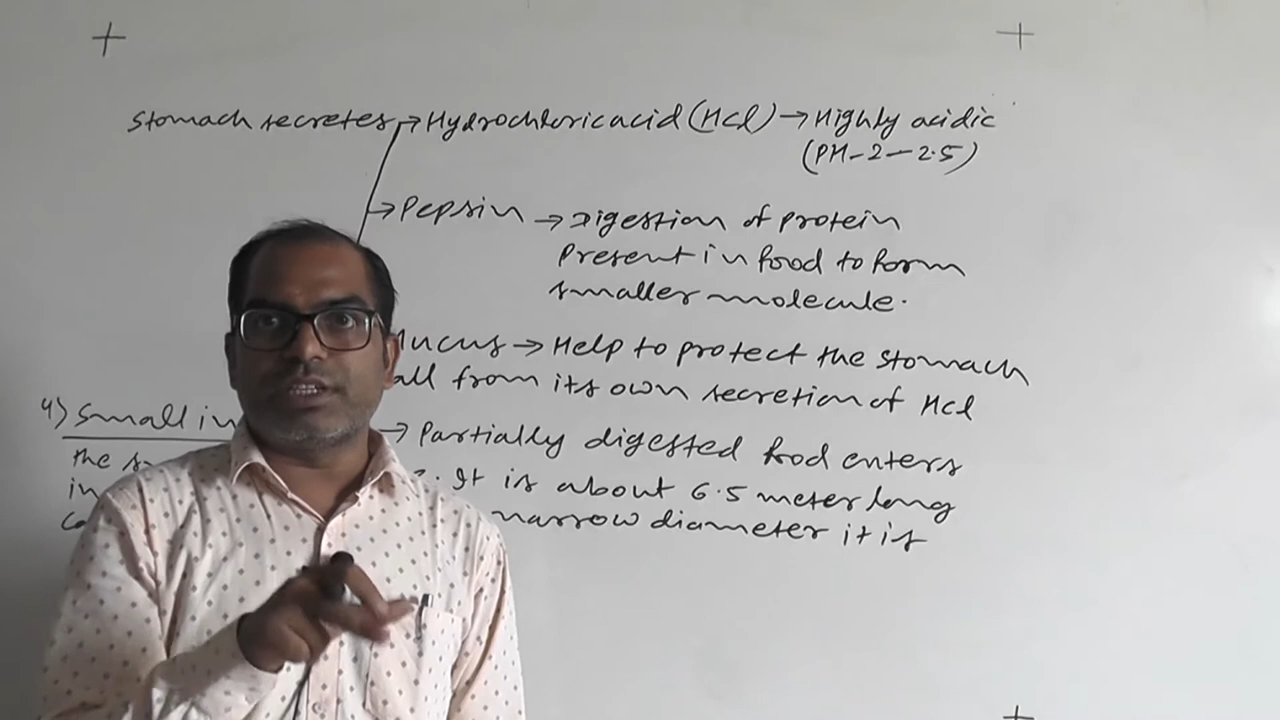 Stomach secretes → Hydrochloric acid (HCl) → Highly acidic
(PH - 2 - 2.5)
→ Pepsin → Digestion of protein
Present in food to form
smaller molecule.
Mucus → Help to protect the stomach
all from its own secretion of HCl
4) Small in → Partially digested food enters
the s
in . It is about 6.5 meter long
narrow diameter it is